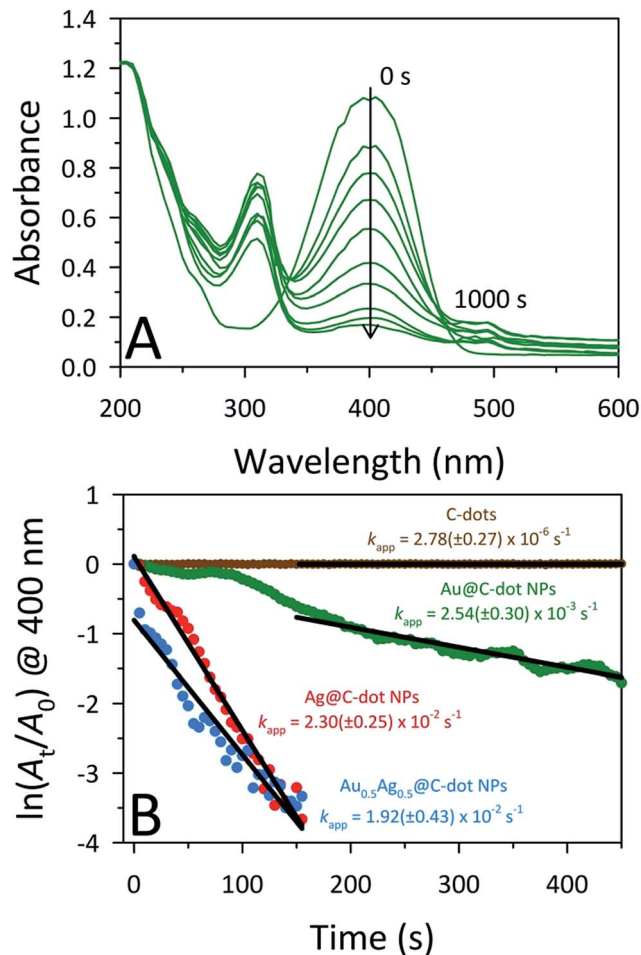 1.4
1.2
1.0
0.8
0.6
0.4
0.2
0.0
Absorbance
0 s
1000 s
A
200 300 400 500 600
Wavelength (nm)
1
0
-1
-2
-3
-4
ln(Aₜ/A₀) @ 400 nm
C-dots
kₐₚₚ = 2.78(±0.27) x 10⁻⁶ s⁻¹
Au@C-dot NPs
kₐₚₚ = 2.54(±0.30) x 10⁻³ s⁻¹
Ag@C-dot NPs
kₐₚₚ = 2.30(±0.25) x 10⁻² s⁻¹
Au₀.₅Ag₀.₅@C-dot NPs
kₐₚₚ = 1.92(±0.43) x 10⁻² s⁻¹
B
0 100 200 300 400
Time (s)